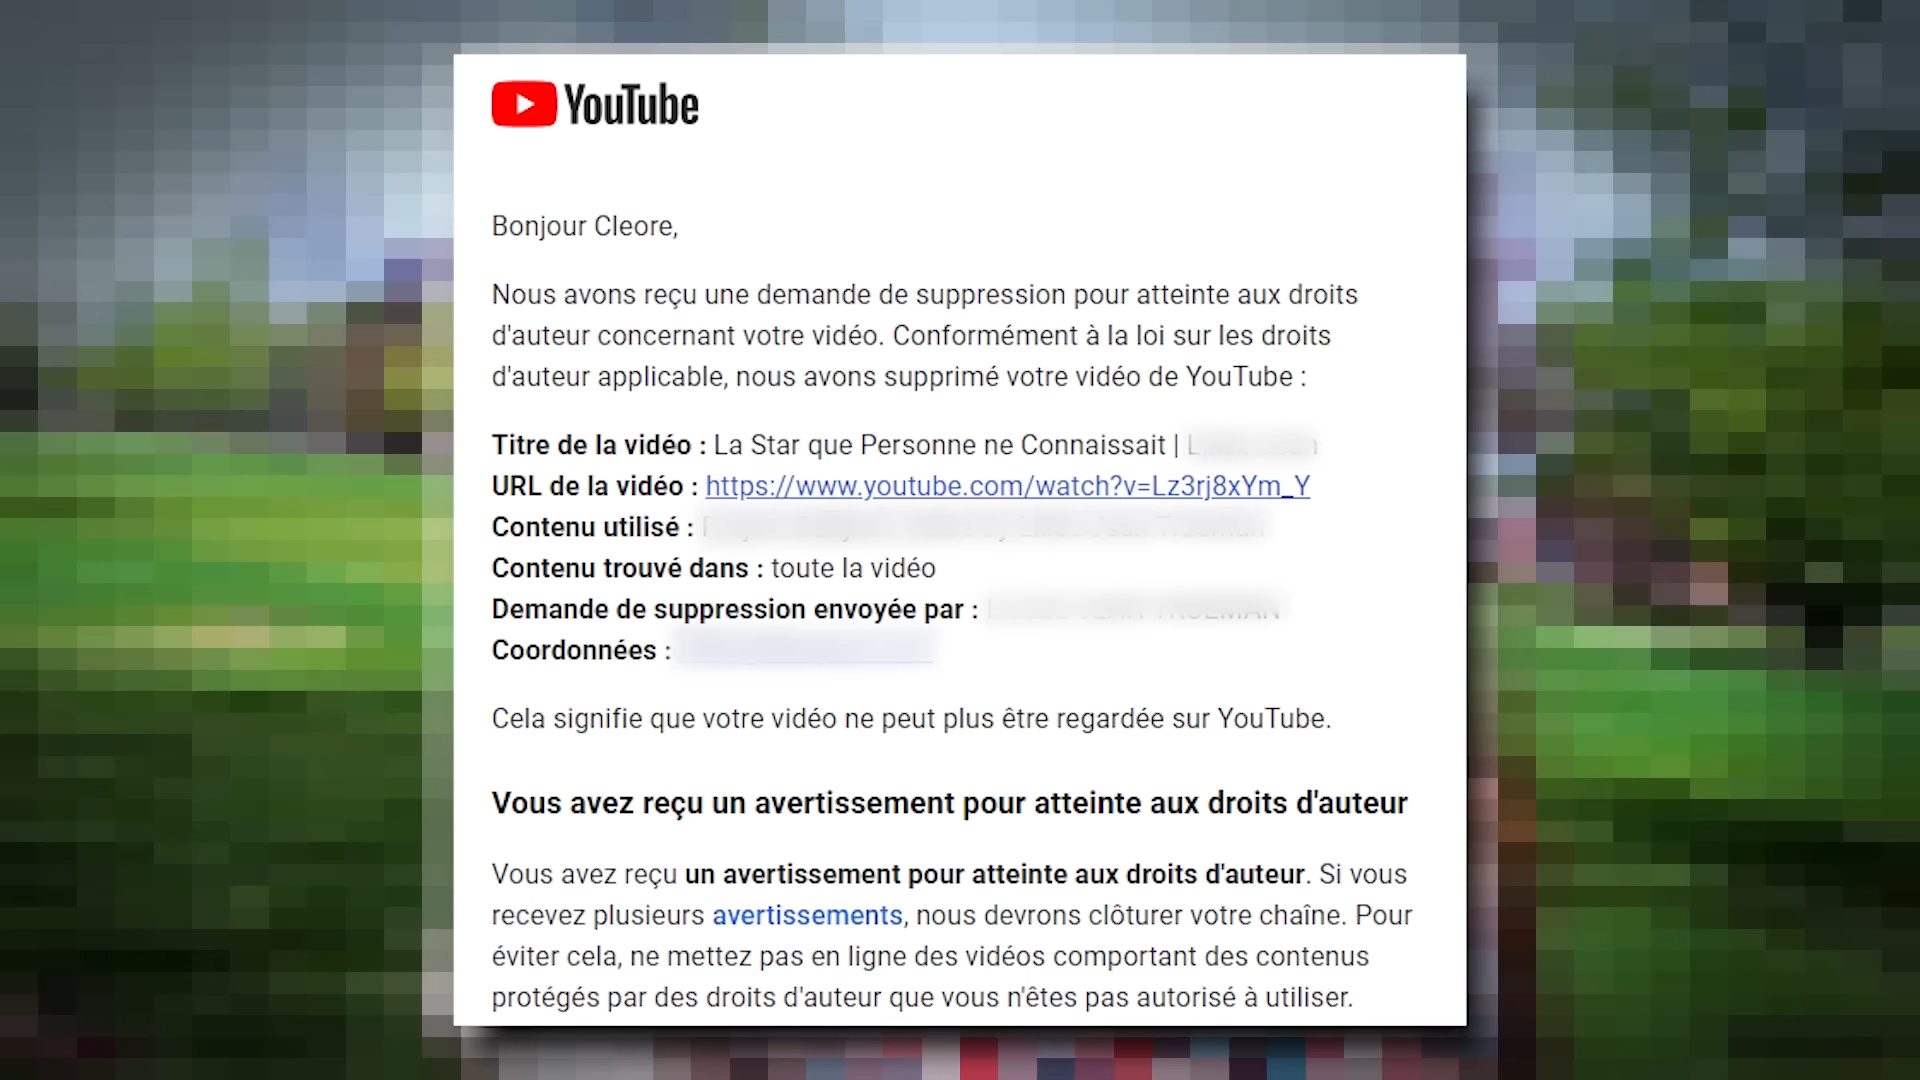 YouTube
Bonjour Cleore,
Nous avons reçu une demande de suppression pour atteinte aux droits
d'auteur concernant votre vidéo. Conformément à la loi sur les droits
d'auteur applicable, nous avons supprimé votre vidéo de YouTube :
Titre de la vidéo : La Star que Personne ne Connaissait |
URL de la vidéo : https://www.youtube.com/watch?v=Lz3rj8xYm_Y
Contenu utilisé :
Contenu trouvé dans : toute la vidéo
Demande de suppression envoyée par :
Coordonnées :
Cela signifie que votre vidéo ne peut plus être regardée sur YouTube.
Vous avez reçu un avertissement pour atteinte aux droits d'auteur
Vous avez reçu un avertissement pour atteinte aux droits d'auteur. Si vous
recevez plusieurs avertissements, nous devrons clôturer votre chaîne. Pour
éviter cela, ne mettez pas en ligne des vidéos comportant des contenus
protégés par des droits d'auteur que vous n'êtes pas autorisé à utiliser.